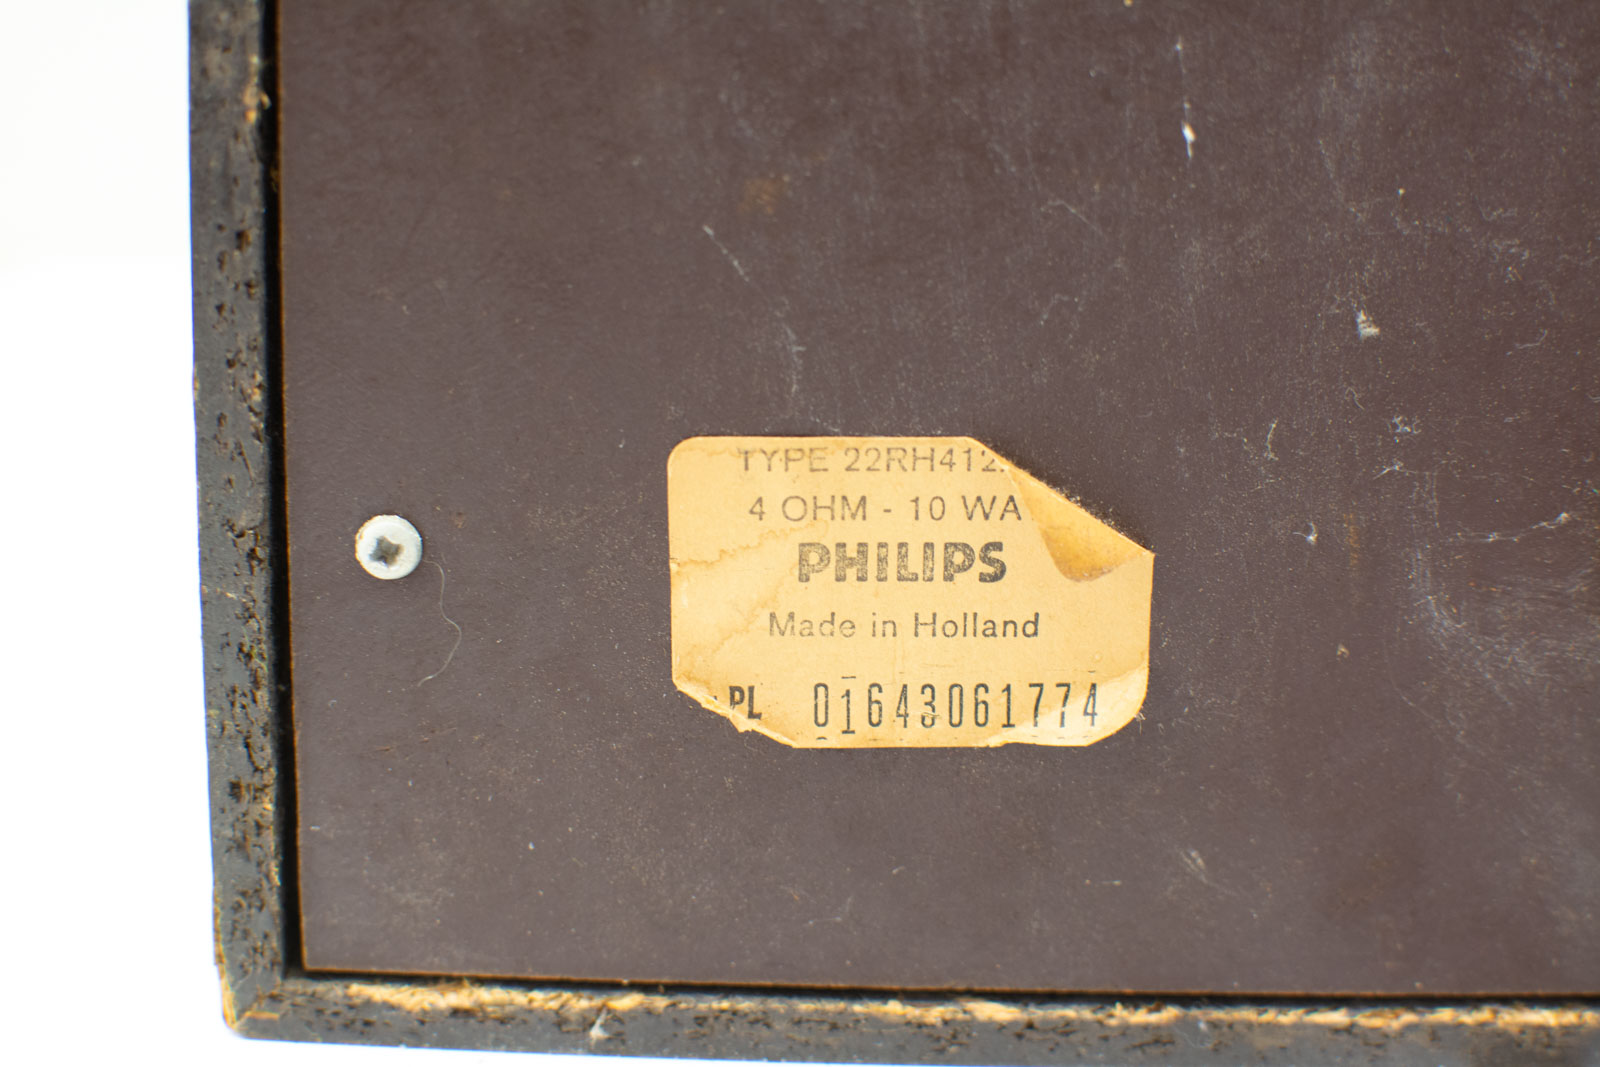 TYPE 22RH412
4 OHM - 10 WA
PHILIPS
Made in Holland
PL 01643061774